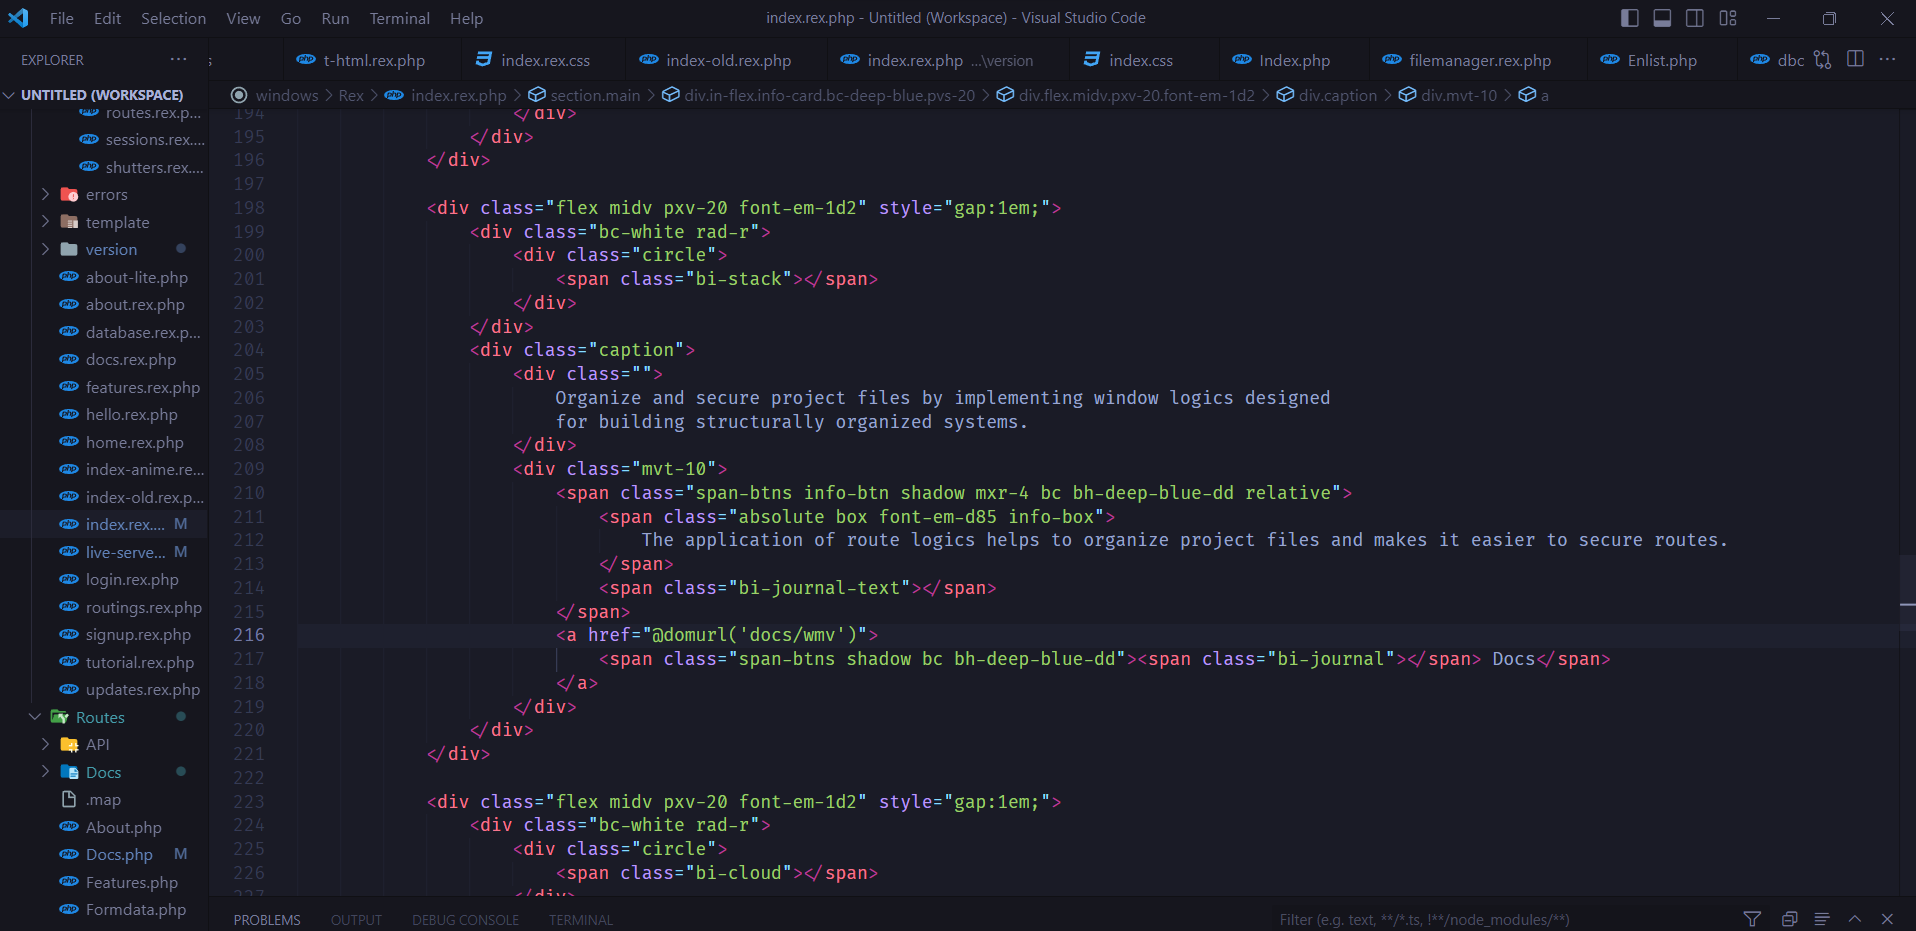 File Edit Selection View Go Run Terminal Help
index.rex.php - Untitled (Workspace) - Visual Studio Code
EXPLORER ···
s t-html.rex.php index.rex.css index-old.rex.php index.rex.php ...\version index.css Index.php filemanager.rex.php Enlist.php dbc ···
UNTITLED (WORKSPACE)
windows > Rex > index.rex.php > section.main > div.in-flex.info-card.bc-deep-blue.pvs-20 > div.flex.midv.pxv-20.font-em-1d2 > div.caption > div.mvt-10 > a
routes.rex.p...
sessions.rex....
shutters.rex....
errors
template
version
about-lite.php
about.rex.php
database.rex.p...
docs.rex.php
features.rex.php
hello.rex.php
home.rex.php
index-anime.re...
index-old.rex.p...
index.rex.... M
live-serve... M
login.rex.php
routings.rex.php
signup.rex.php
tutorial.rex.php
updates.rex.php
Routes
API
Docs
.map
About.php
Docs.php M
Features.php
Formdata.php
194 </div>
195 </div>
196 </div>
197
198 <div class="flex midv pxv-20 font-em-1d2" style="gap:1em;">
199 <div class="bc-white rad-r">
200 <div class="circle">
201 <span class="bi-stack"></span>
202 </div>
203 </div>
204 <div class="caption">
205 <div class="">
206 Organize and secure project files by implementing window logics designed
207 for building structurally organized systems.
208 </div>
209 <div class="mvt-10">
210 <span class="span-btns info-btn shadow mxr-4 bc bh-deep-blue-dd relative">
211 <span class="absolute box font-em-d85 info-box">
212 The application of route logics helps to organize project files and makes it easier to secure routes.
213 </span>
214 <span class="bi-journal-text"></span>
215 </span>
216 <a href="@domurl('docs/wmv')">
217 <span class="span-btns shadow bc bh-deep-blue-dd"><span class="bi-journal"></span> Docs</span>
218 </a>
219 </div>
220 </div>
221 </div>
222
223 <div class="flex midv pxv-20 font-em-1d2" style="gap:1em;">
224 <div class="bc-white rad-r">
225 <div class="circle">
226 <span class="bi-cloud"></span>
227 </div>
PROBLEMS OUTPUT DEBUG CONSOLE TERMINAL Filter (e.g. text, **/*.ts, !**/node_modules/**)